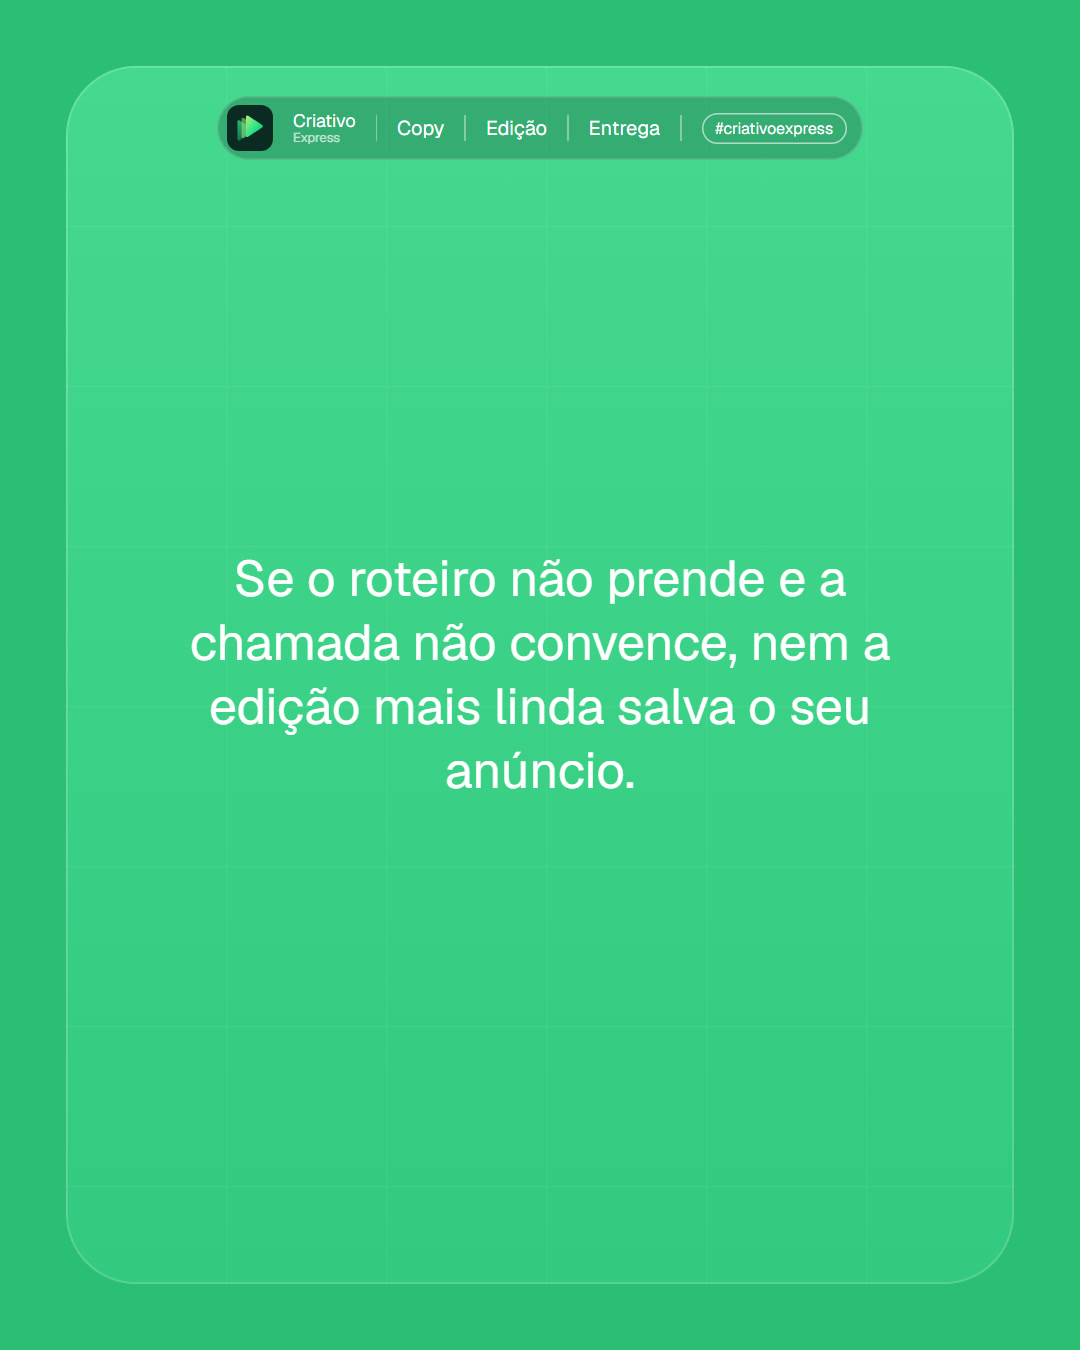 Criativo
Express
Copy
Edição
Entrega
#criativoexpress
Se o roteiro não prende e a
chamada não convence, nem a
edição mais linda salva o seu
anúncio.